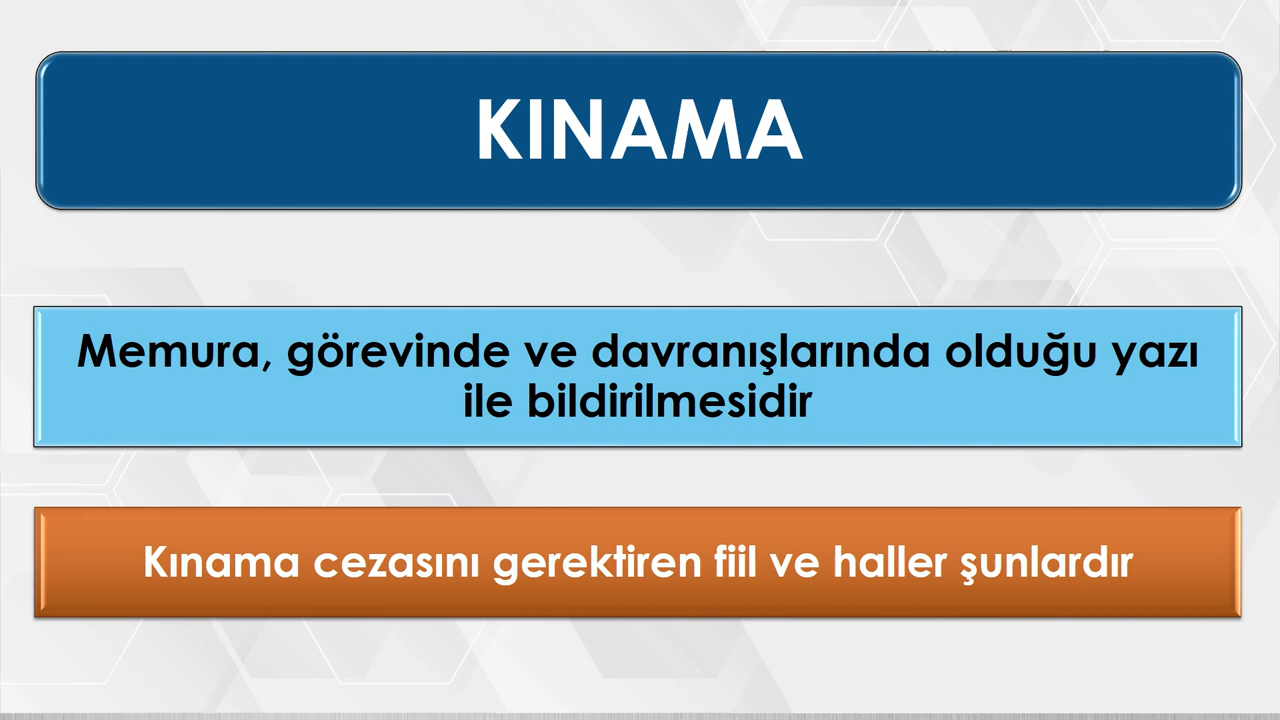 KINAMA
Memura, görevinde ve davranışlarında olduğu yazı
ile bildirilmesidir
Kınama cezasını gerektiren fiil ve haller şunlardır